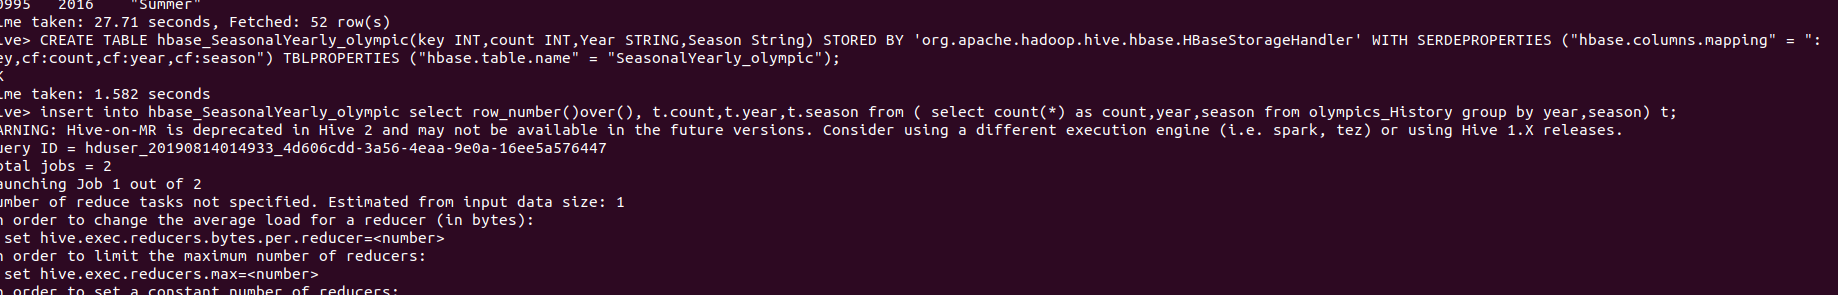 0995   2016    "Summer"
ime taken: 27.71 seconds, Fetched: 52 row(s)
ive> CREATE TABLE hbase_SeasonalYearly_olympic(key INT,count INT,Year STRING,Season String) STORED BY 'org.apache.hadoop.hive.hbase.HBaseStorageHandler' WITH SERDEPROPERTIES ("hbase.columns.mapping" = ":
ey,cf:count,cf:year,cf:season") TBLPROPERTIES ("hbase.table.name" = "SeasonalYearly_olympic");
K
ime taken: 1.582 seconds
ive> insert into hbase_SeasonalYearly_olympic select row_number()over(), t.count,t.year,t.season from ( select count(*) as count,year,season from olympics_History group by year,season) t;
ARNING: Hive-on-MR is deprecated in Hive 2 and may not be available in the future versions. Consider using a different execution engine (i.e. spark, tez) or using Hive 1.X releases.
uery ID = hduser_20190814014933_4d606cdd-3a56-4eaa-9e0a-16ee5a576447
otal jobs = 2
aunching Job 1 out of 2
umber of reduce tasks not specified. Estimated from input data size: 1
n order to change the average load for a reducer (in bytes):
 set hive.exec.reducers.bytes.per.reducer=<number>
n order to limit the maximum number of reducers:
 set hive.exec.reducers.max=<number>
n order to set a constant number of reducers: